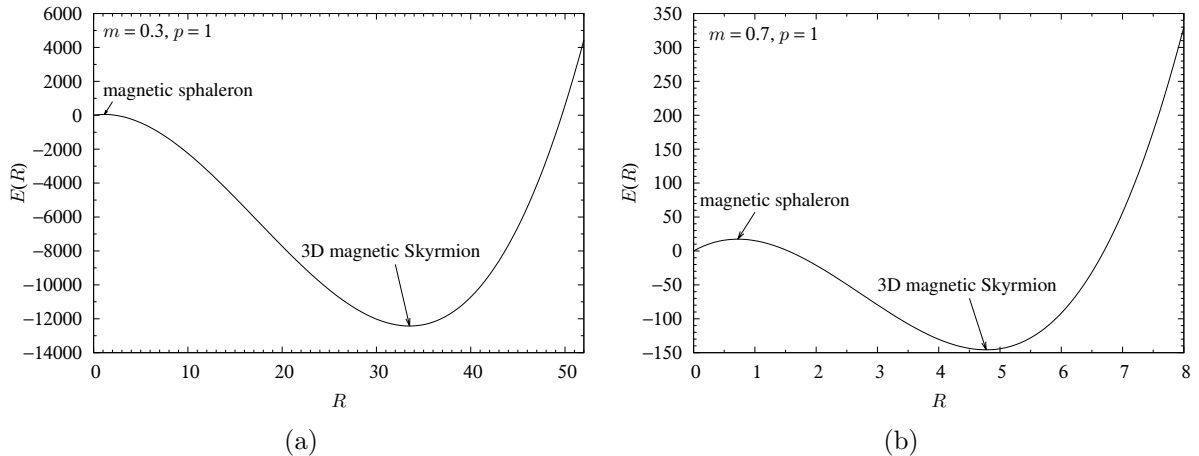 m = 0.3, p = 1
magnetic sphaleron
3D magnetic Skyrmion
E(R)
6000
4000
2000
0
−2000
−4000
−6000
−8000
−10000
−12000
−14000
0 10 20 30 40 50
R
(a)
m = 0.7, p = 1
magnetic sphaleron
3D magnetic Skyrmion
E(R)
350
300
250
200
150
100
50
0
−50
−100
−150
0 1 2 3 4 5 6 7 8
R
(b)